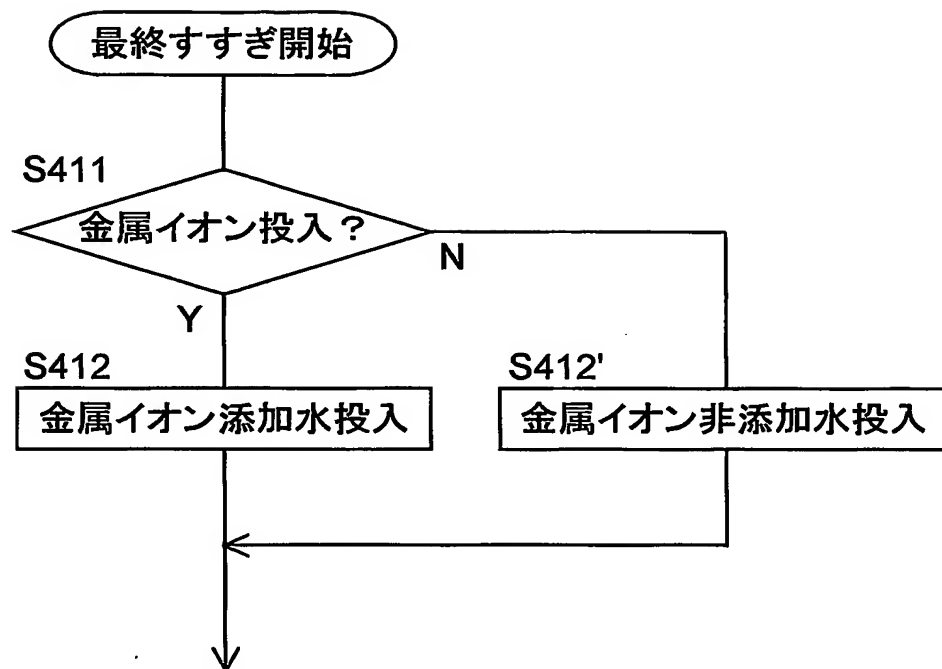 最終すすぎ開始
S411
金属イオン投入?
N
Y
S412
S412'
金属イオン添加水投入
金属イオン非添加水投入